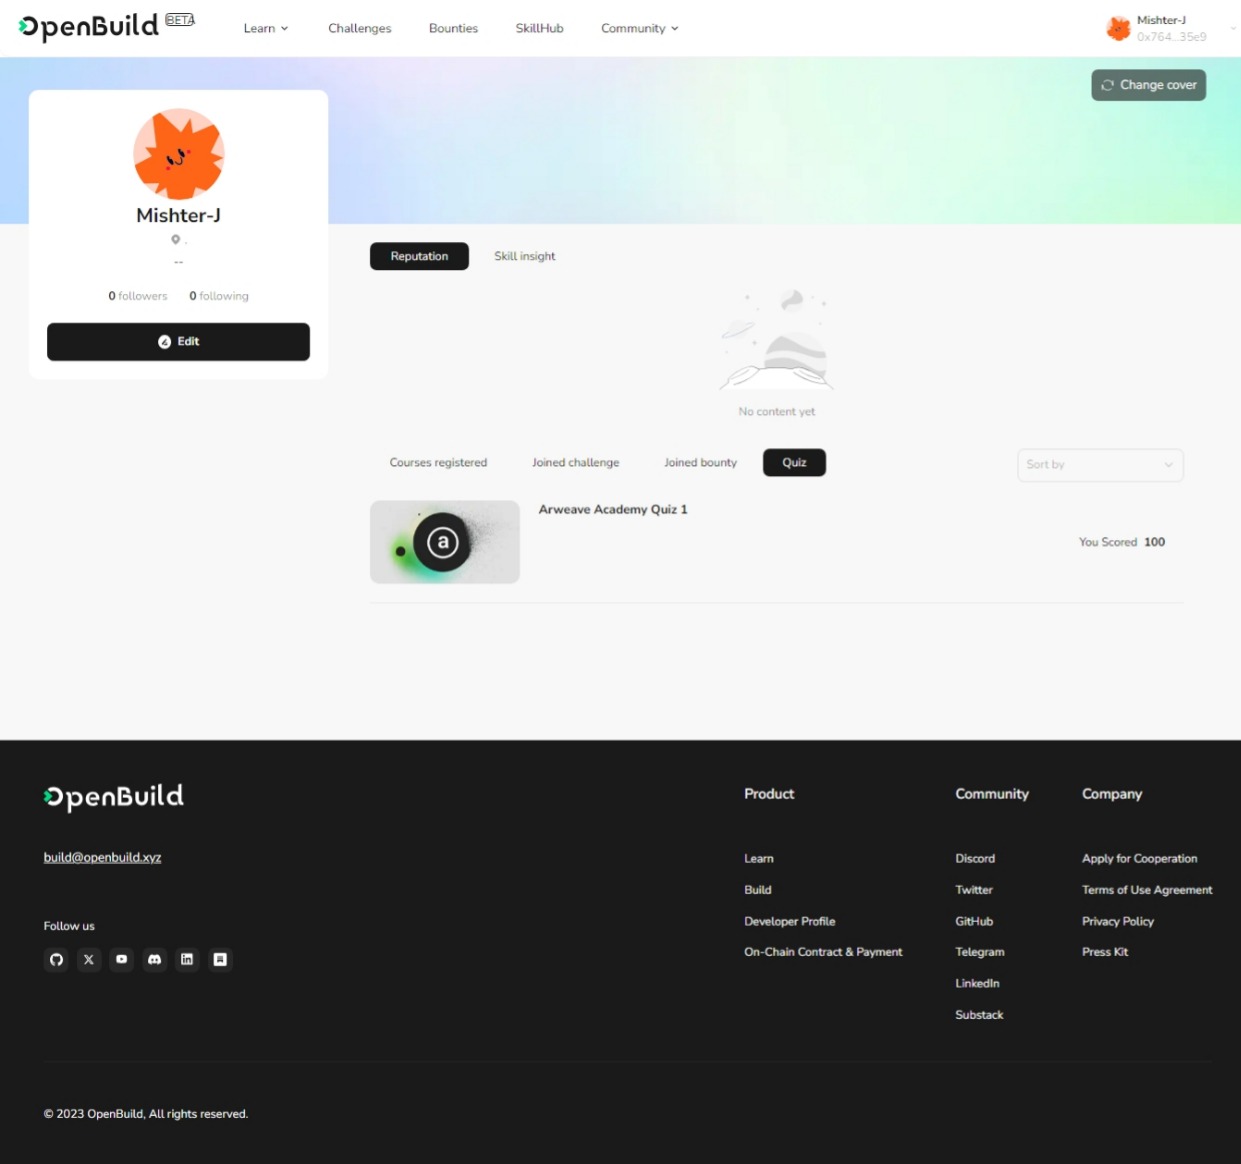 OpenBuild BETA
Learn
Challenges
Bounties
SkillHub
Community
Mishter-J
0x764...35e9
Change cover
Mishter-J
.
--
0 followers 0 following
Edit
Reputation
Skill insight
No content yet
Courses registered
Joined challenge
Joined bounty
Quiz
Sort by
a
Arweave Academy Quiz 1
You Scored 100
OpenBuild
build@openbuild.xyz
Follow us
Product
Learn
Build
Developer Profile
On-Chain Contract & Payment
Community
Discord
Twitter
GitHub
Telegram
LinkedIn
Substack
Company
Apply for Cooperation
Terms of Use Agreement
Privacy Policy
Press Kit
© 2023 OpenBuild, All rights reserved.